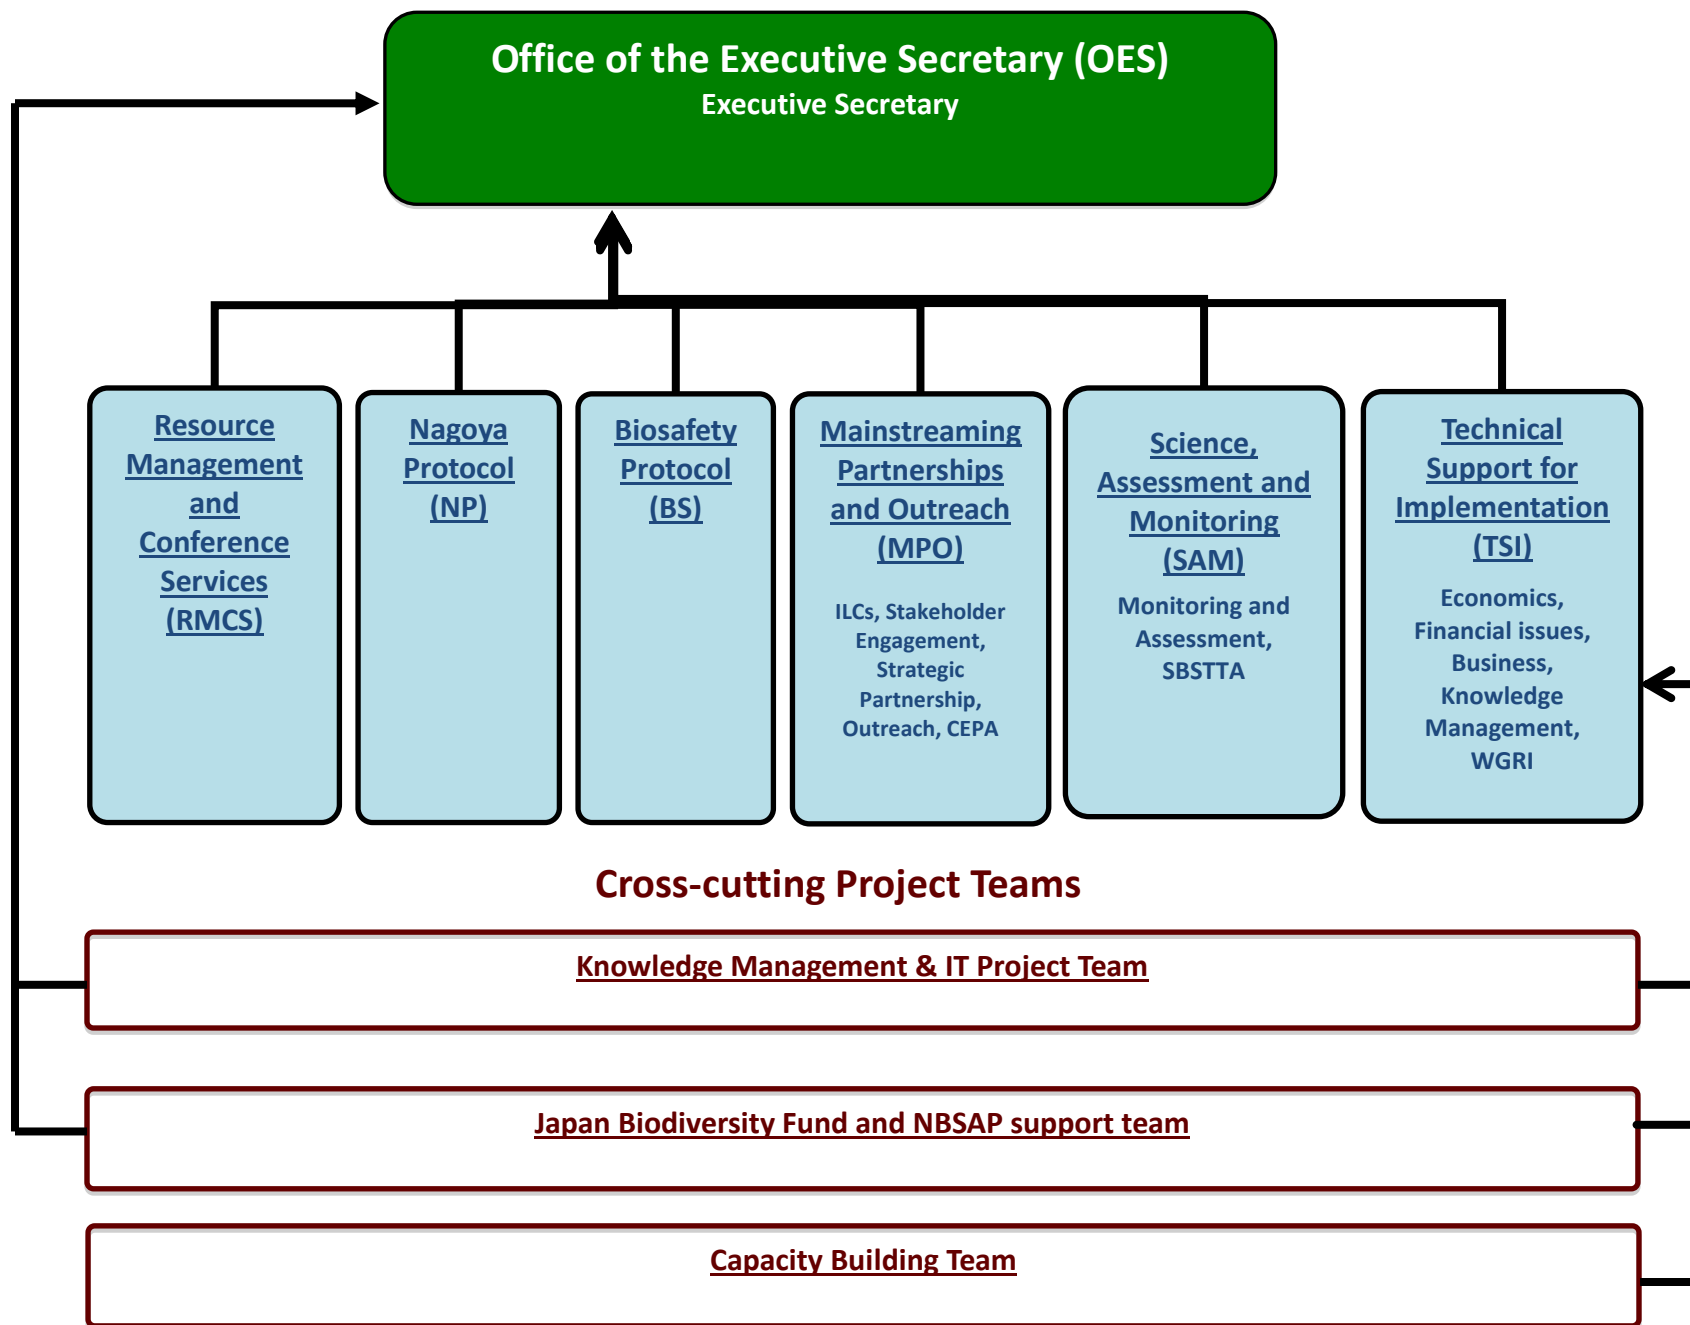 Office of the Executive Secretary (OES)
Executive Secretary
Resource
Management
and
Conference
Services
(RMCS)
Nagoya
Protocol
(NP)
Biosafety
Protocol
(BS)
Mainstreaming
Partnerships
and Outreach
(MPO)
ILCs, Stakeholder
Engagement,
Strategic
Partnership,
Outreach, CEPA
Science,
Assessment and
Monitoring
(SAM)
Monitoring and
Assessment,
SBSTTA
Technical
Support for
Implementation
(TSI)
Economics,
Financial issues,
Business,
Knowledge
Management,
WGRI
Cross-cutting Project Teams
Knowledge Management & IT Project Team
Japan Biodiversity Fund and NBSAP support team
Capacity Building Team